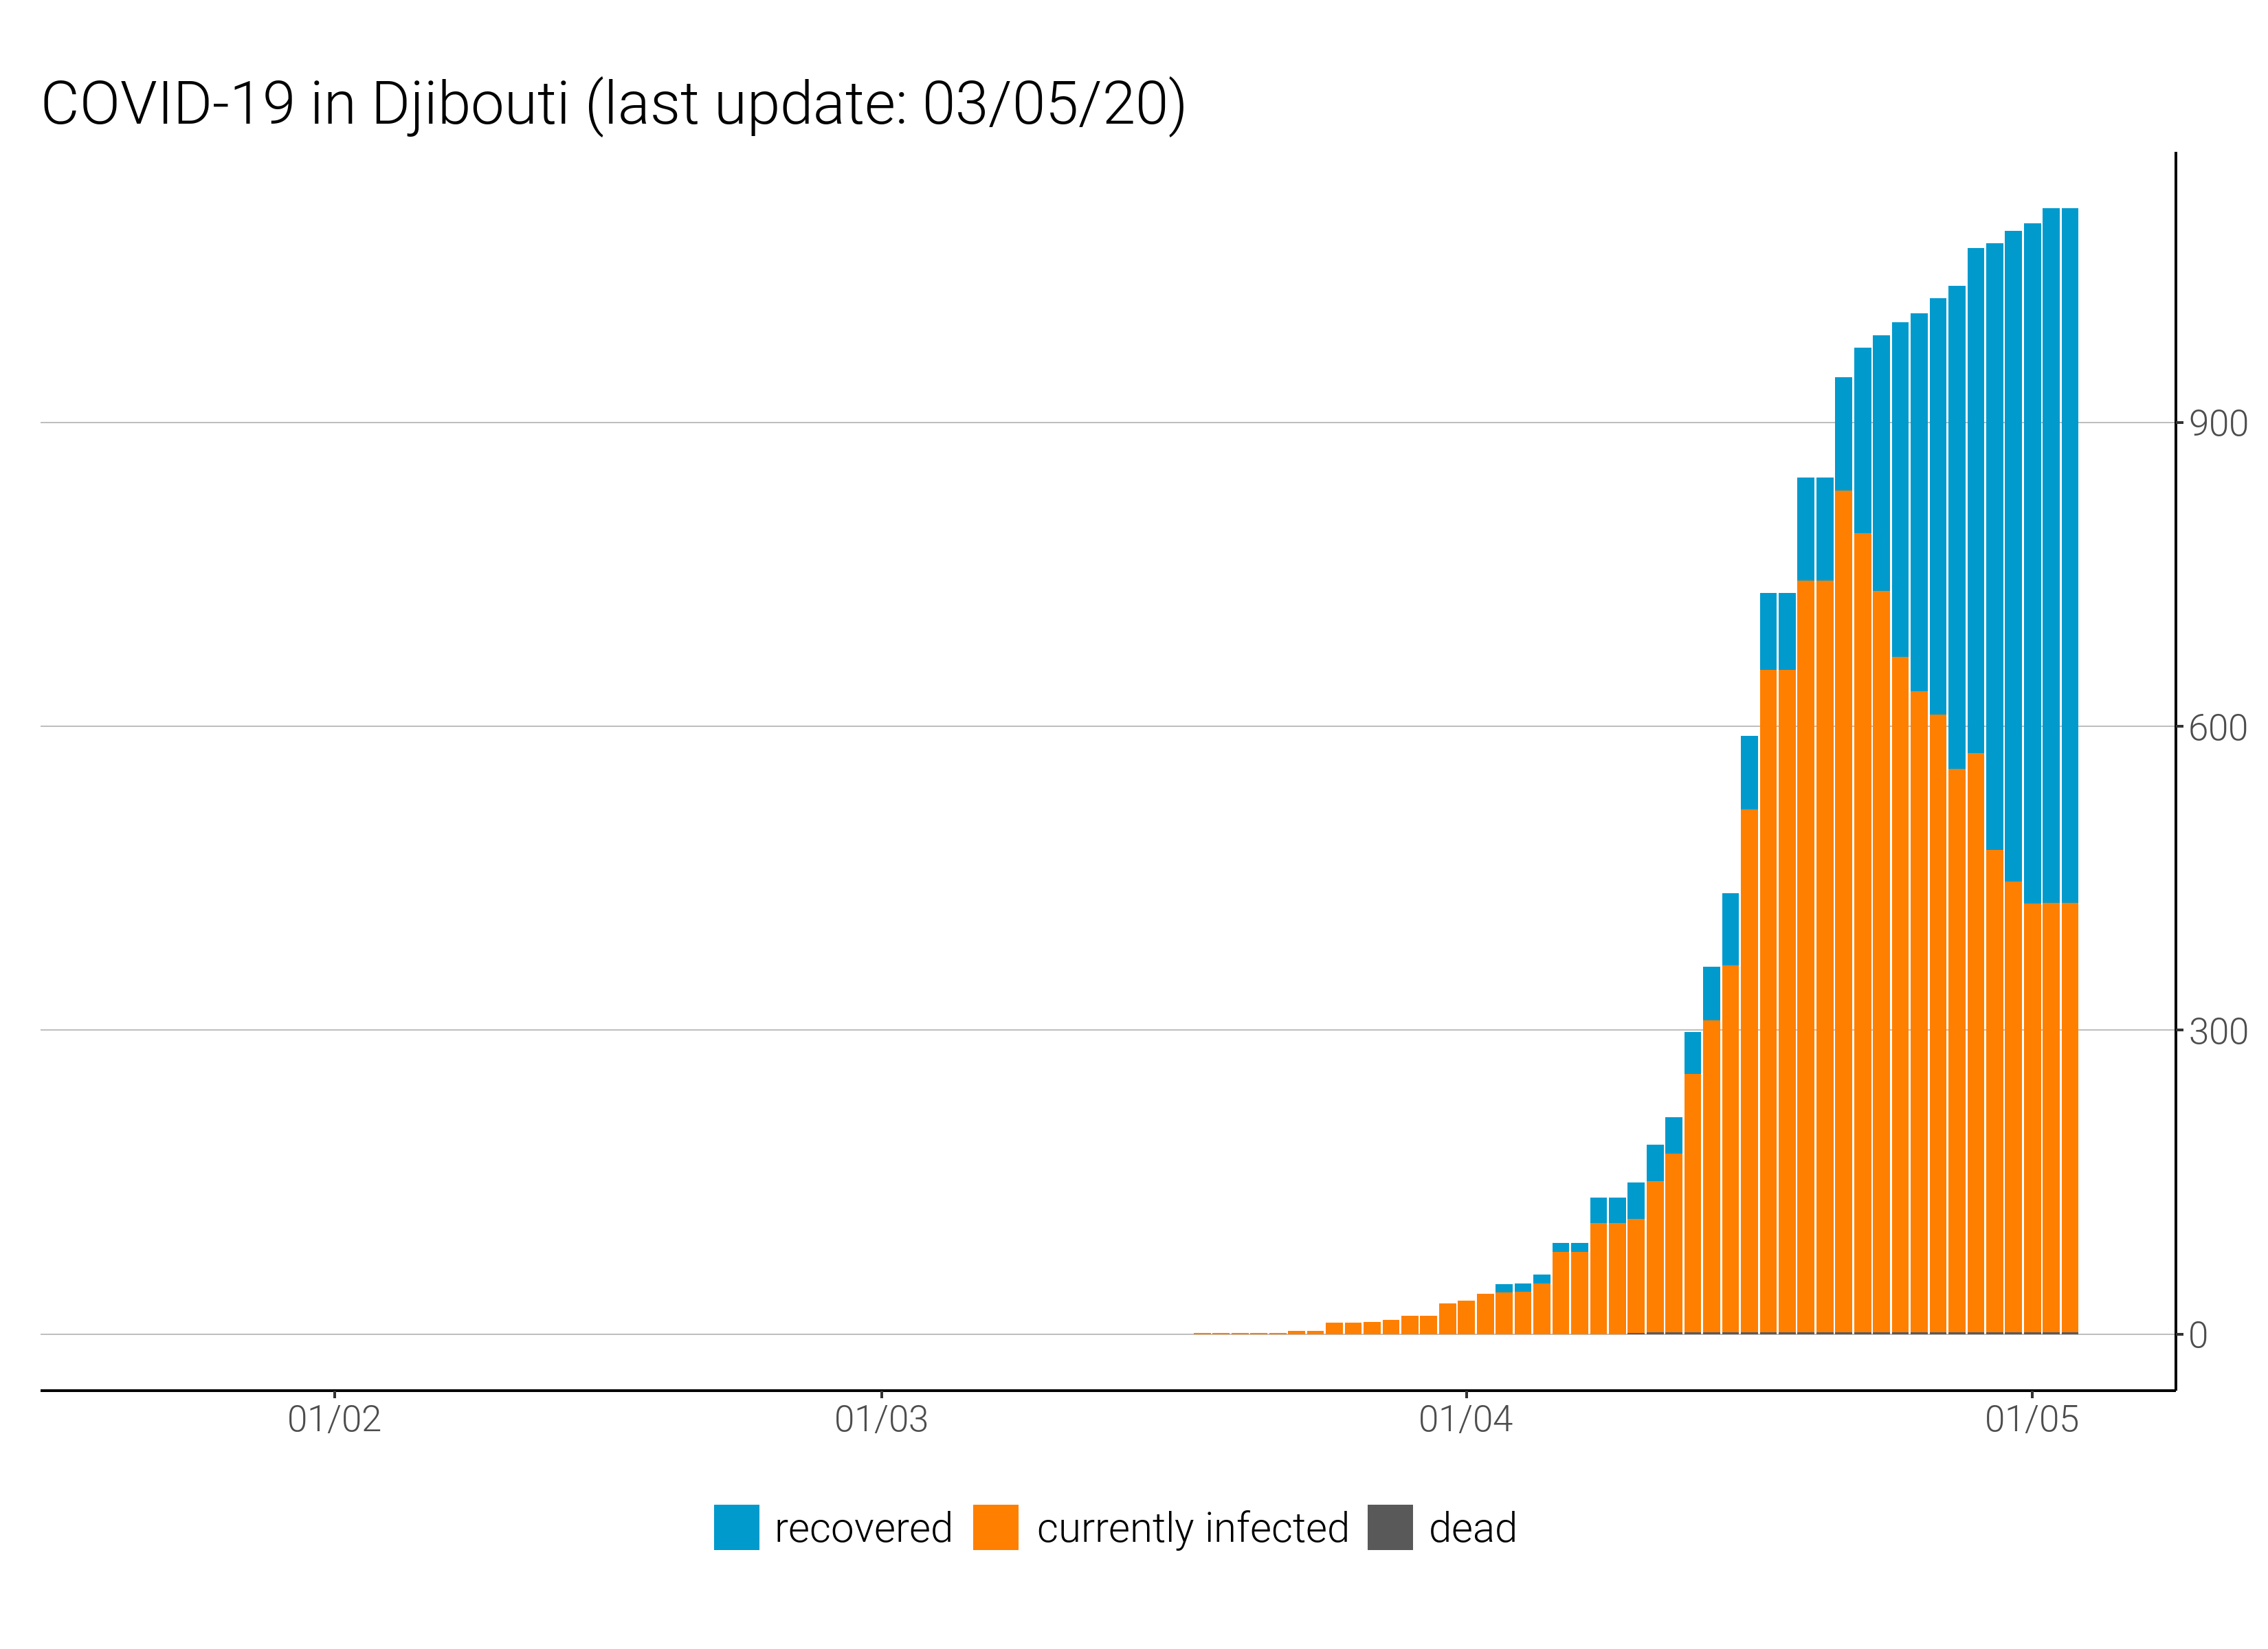 COVID-19 in Djibouti (last update: 03/05/20)
900
600
300
0
01/02 01/03 01/04 01/05
recovered currently infected dead